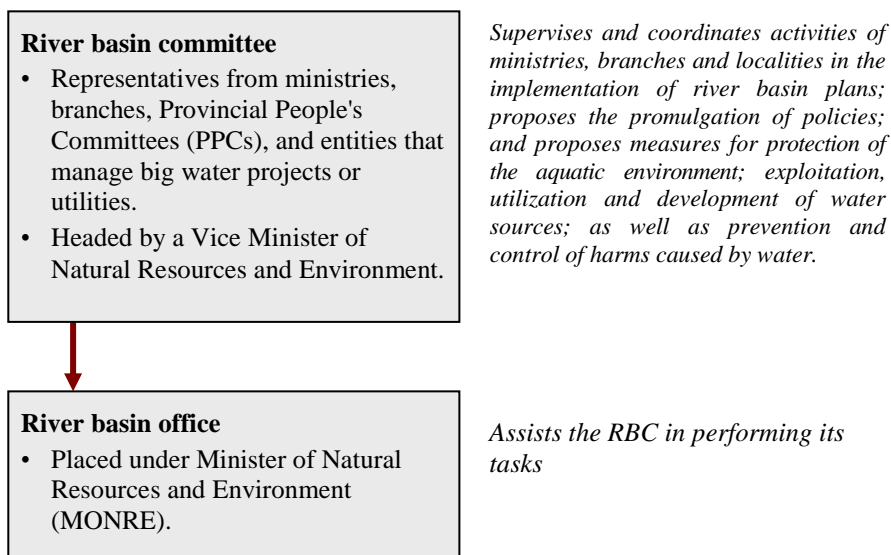 River basin committee
• Representatives from ministries,
branches, Provincial People's
Committees (PPCs), and entities that
manage big water projects or
utilities.
• Headed by a Vice Minister of
Natural Resources and Environment.
Supervises and coordinates activities of
ministries, branches and localities in the
implementation of river basin plans;
proposes the promulgation of policies;
and proposes measures for protection of
the aquatic environment; exploitation,
utilization and development of water
sources; as well as prevention and
control of harms caused by water.
River basin office
• Placed under Minister of Natural
Resources and Environment
(MONRE).
Assists the RBC in performing its
tasks